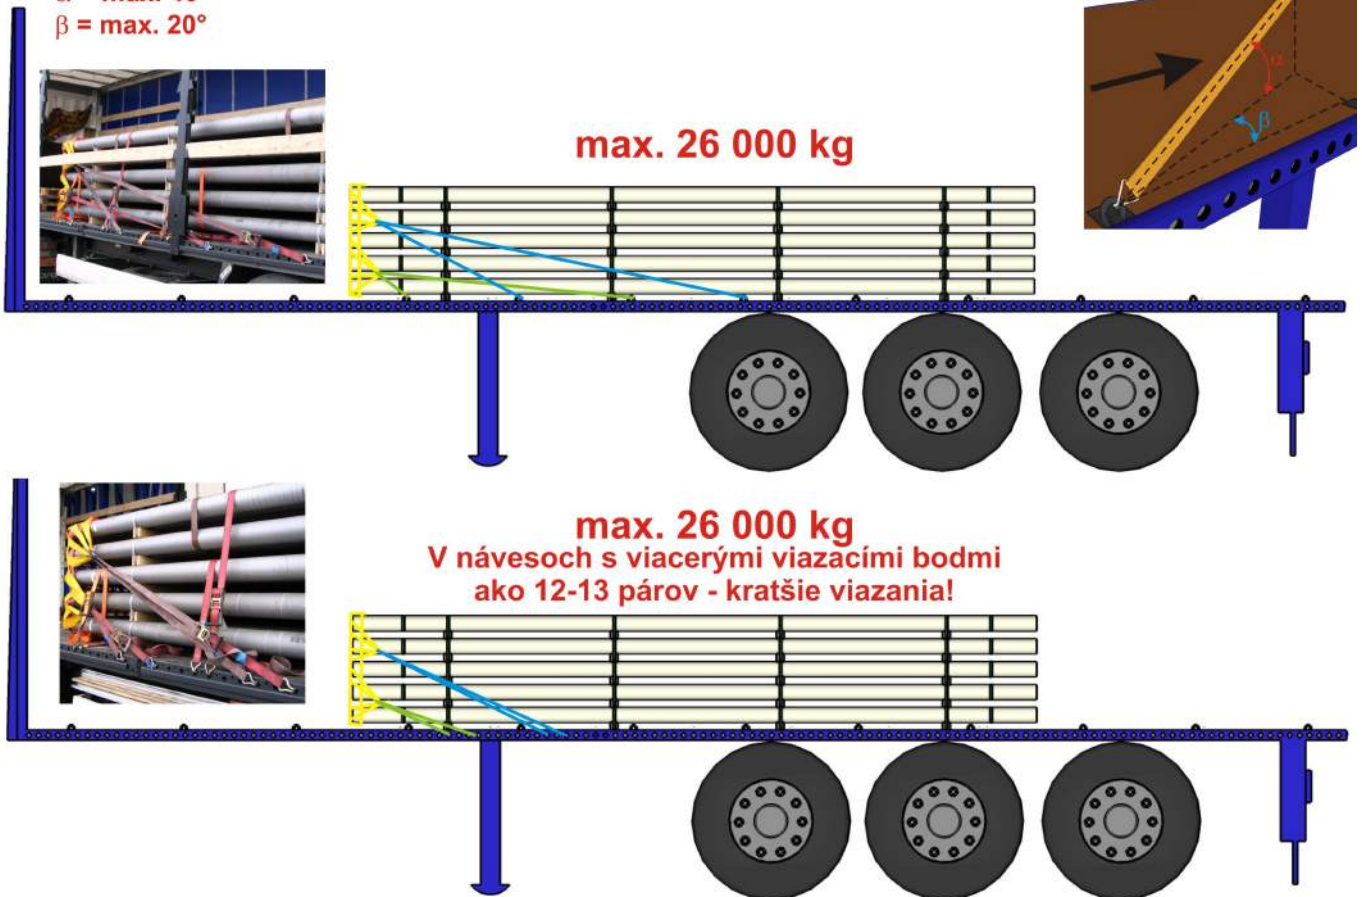 β = max. 20°
α
β
max. 26 000 kg
max. 26 000 kg
V návesoch s viacerými viazacími bodmi
ako 12-13 párov - kratšie viazania!